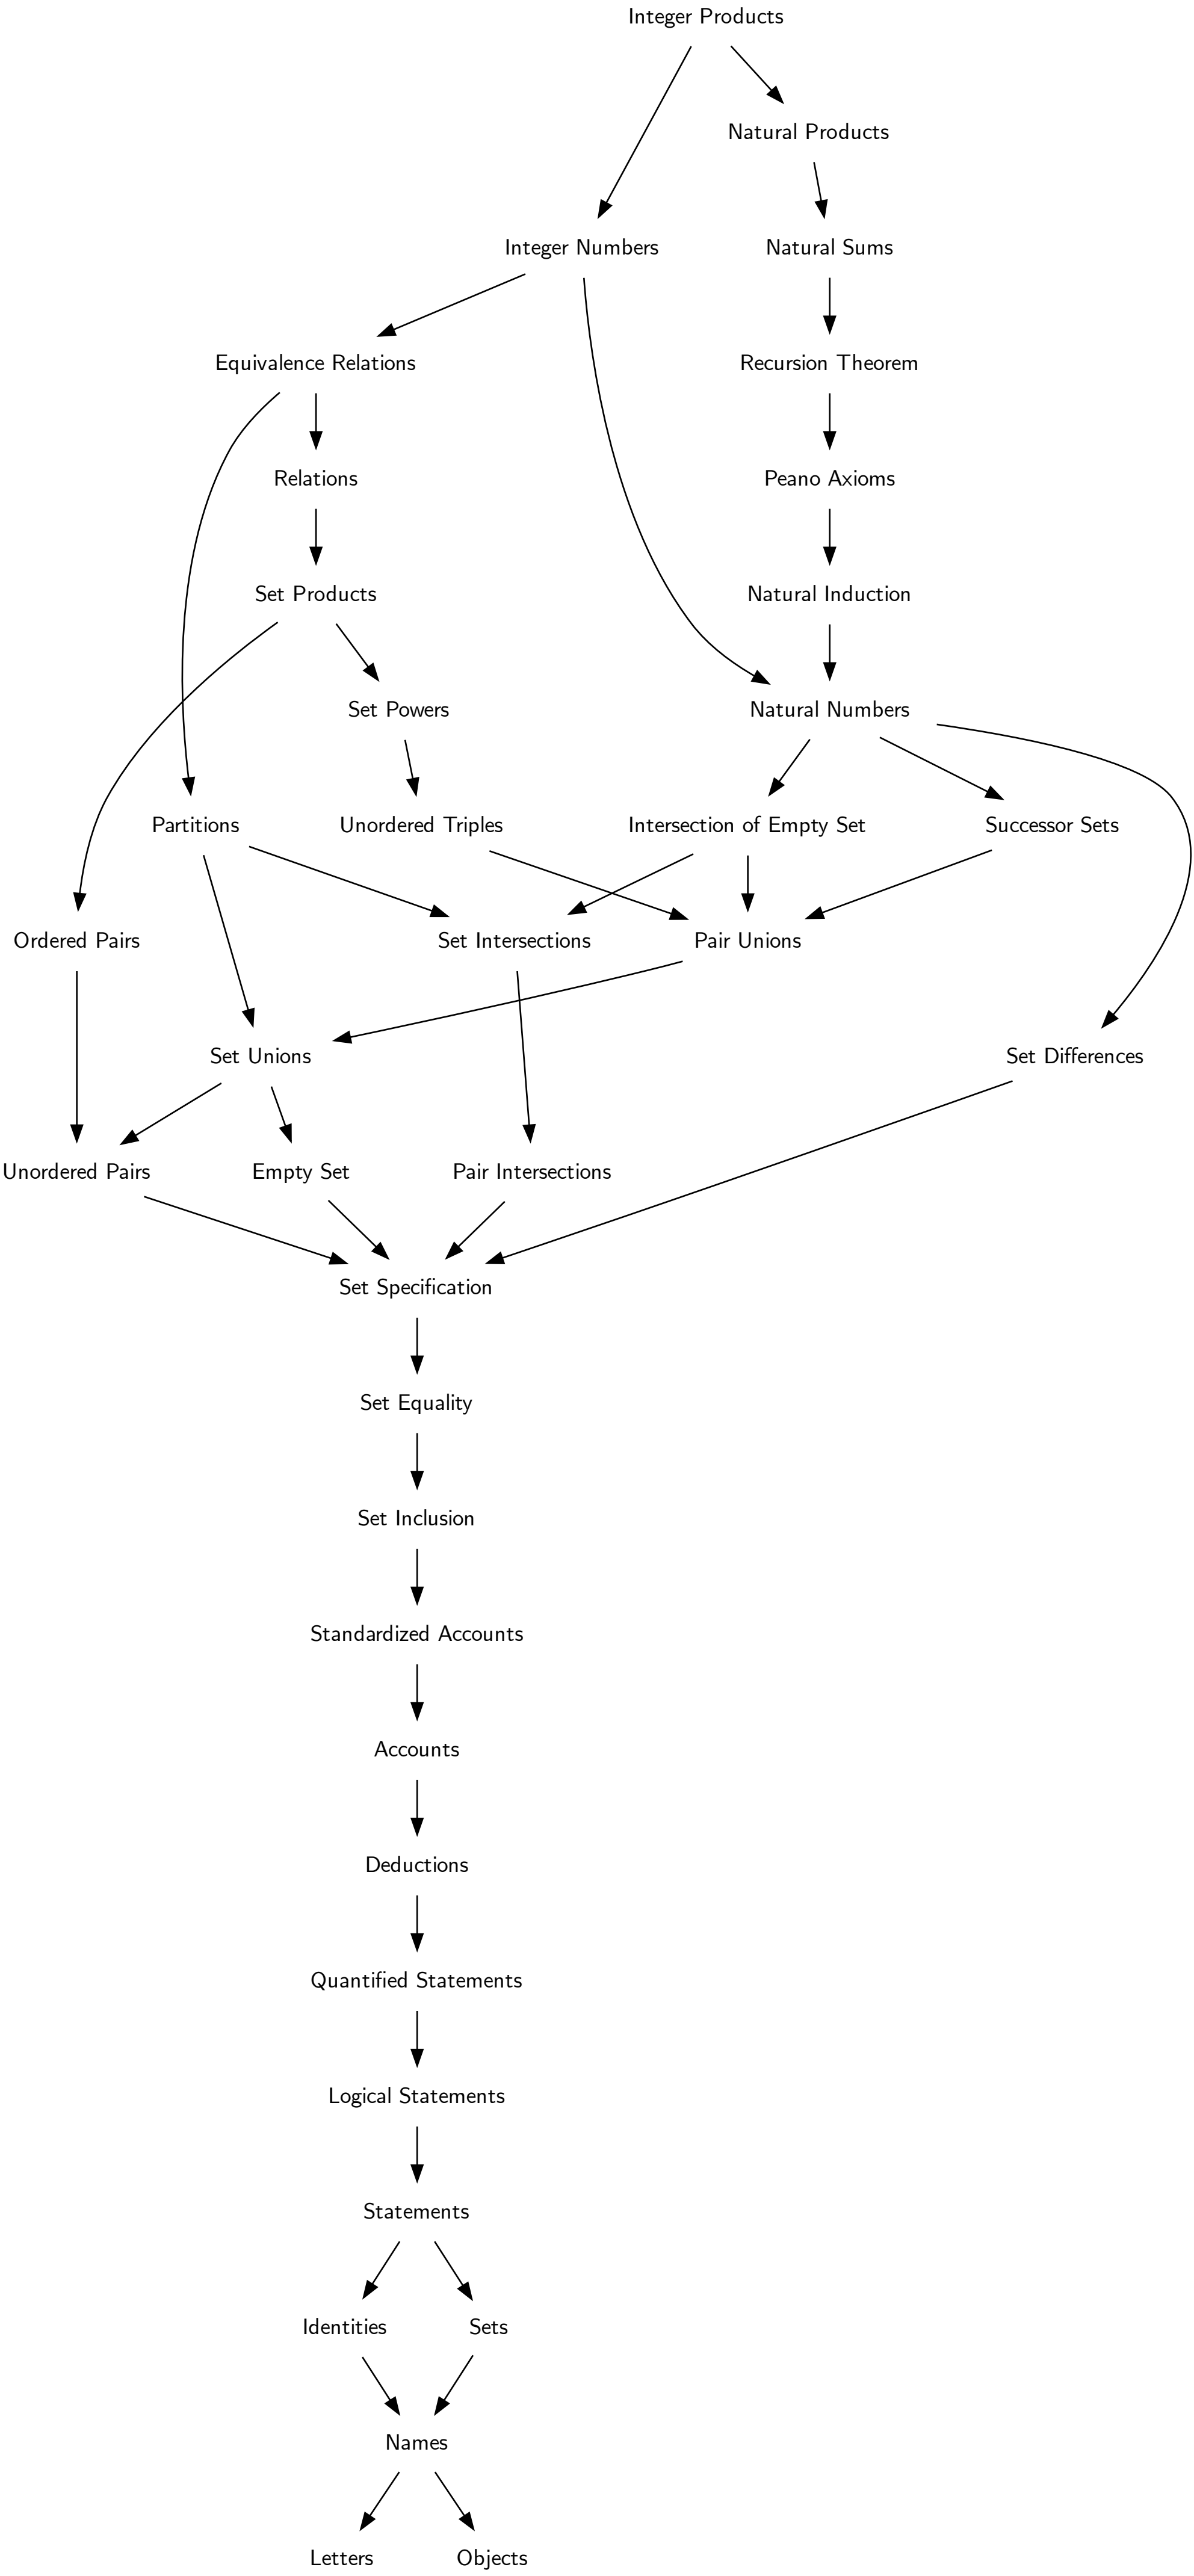 Integer Products
Natural Products
Integer Numbers
Natural Sums
Equivalence Relations
Recursion Theorem
Relations
Peano Axioms
Set Products
Natural Induction
Set Powers
Natural Numbers
Partitions
Unordered Triples
Intersection of Empty Set
Successor Sets
Ordered Pairs
Set Intersections
Pair Unions
Set Unions
Set Differences
Unordered Pairs
Empty Set
Pair Intersections
Set Specification
Set Equality
Set Inclusion
Standardized Accounts
Accounts
Deductions
Quantified Statements
Logical Statements
Statements
Identities
Sets
Names
Letters
Objects